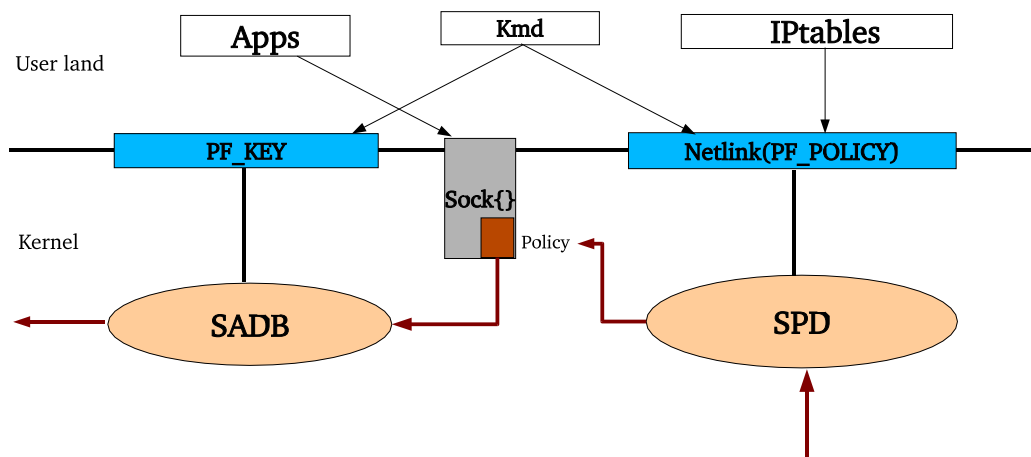 Apps
Kmd
IPtables
User land
PF_KEY
Netlink(PF_POLICY)
Sock{}
Kernel
Policy
SADB
SPD